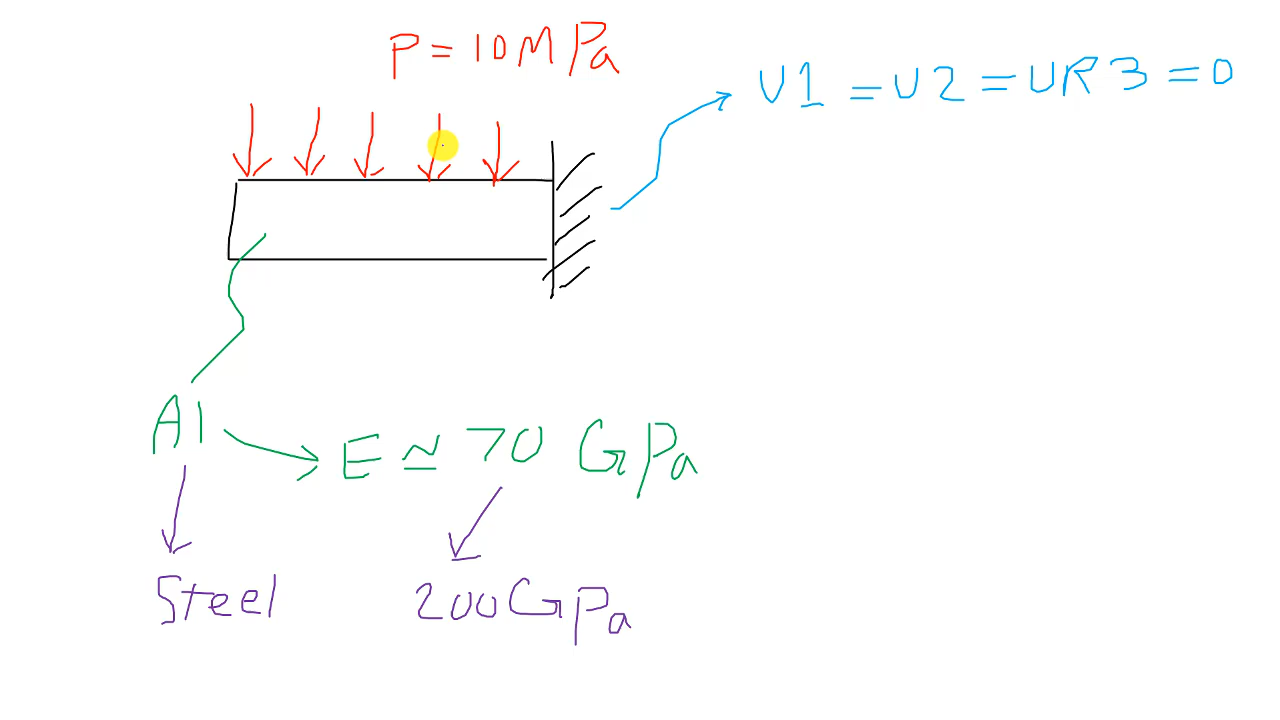 P = 10 MPa
U1 = U2 = UR3 = 0
Al
E ≃ 70 GPa
Steel
200 GPa